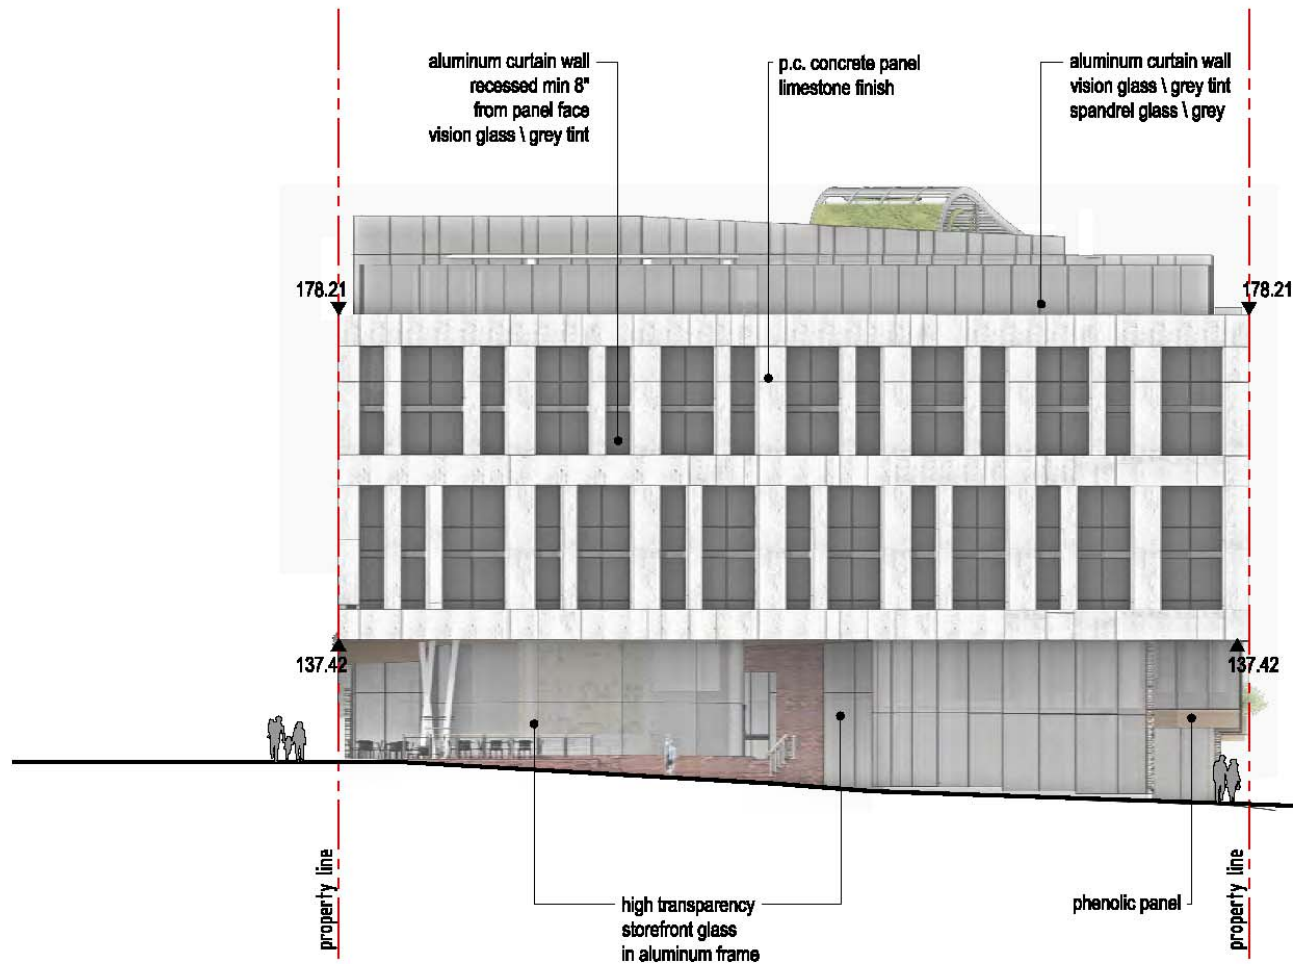 aluminum curtain wall
recessed min 8"
from panel face
vision glass \ grey tint
p.c. concrete panel
limestone finish
aluminum curtain wall
vision glass \ grey tint
spandrel glass \ grey
178.21
178.21
137.42
137.42
property line
high transparency
storefront glass
in aluminum frame
phenolic panel
property line